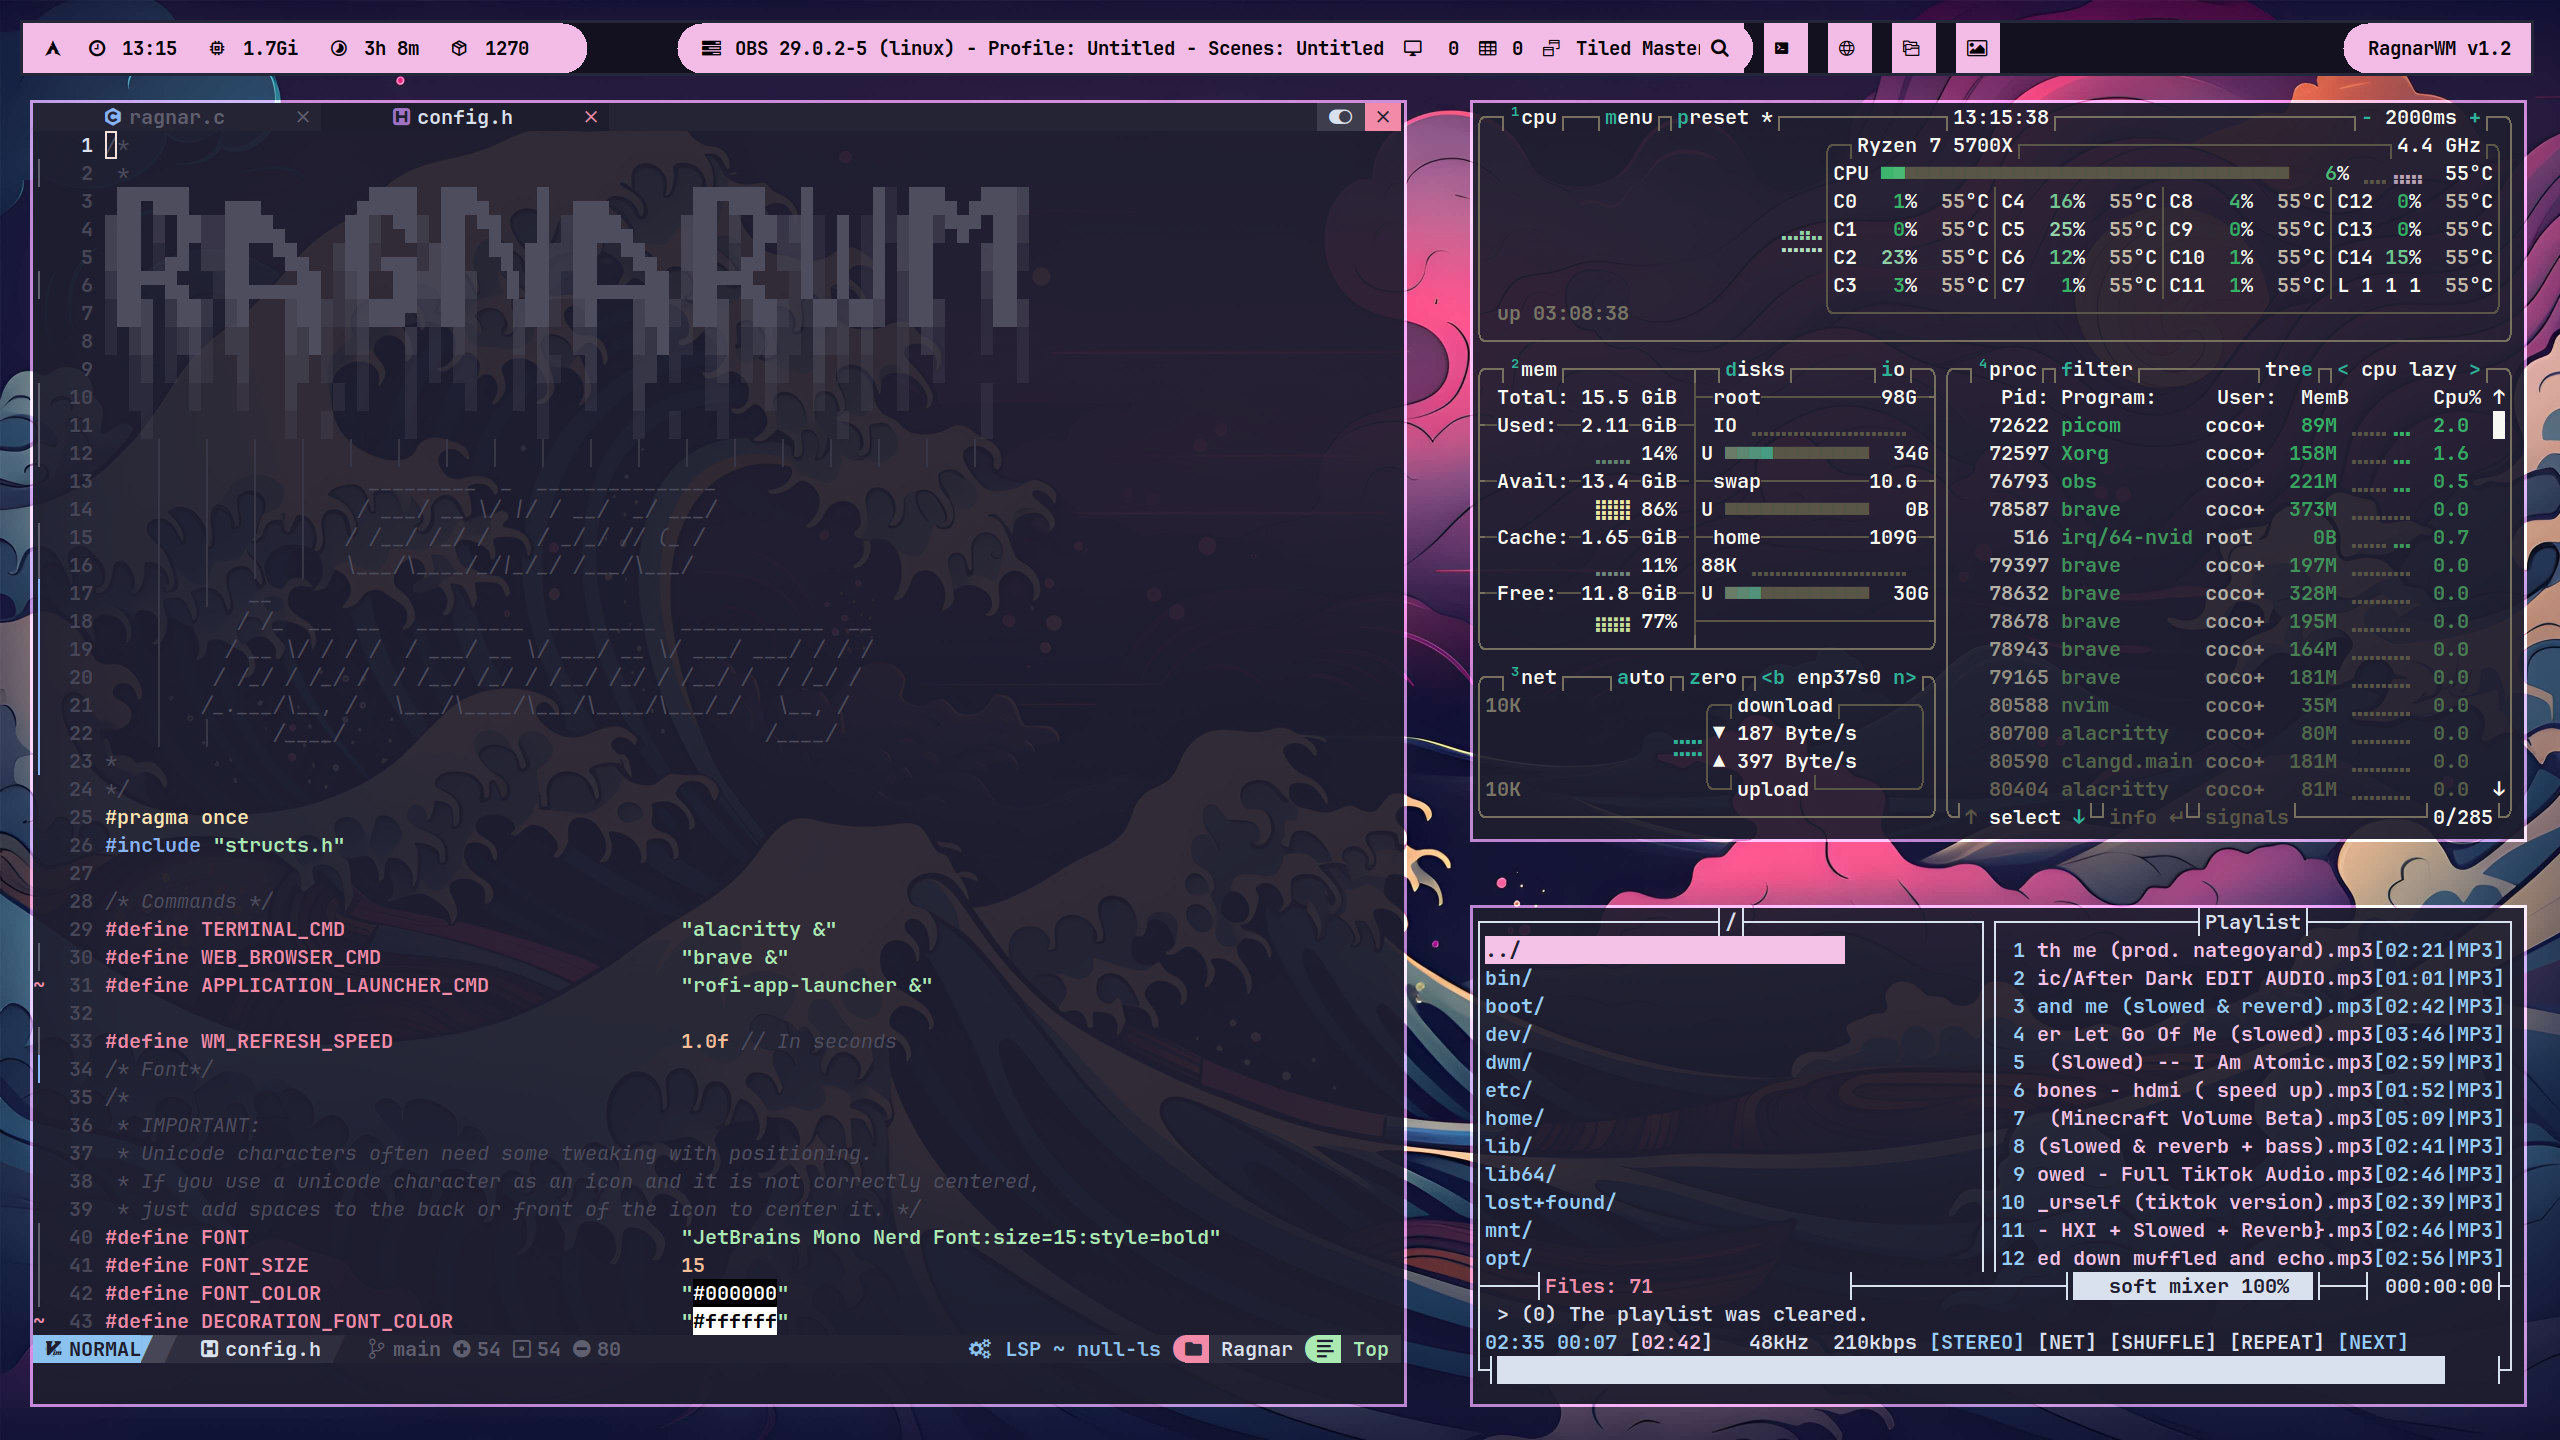 13:15 1.7Gi 3h 8m 1270
OBS 29.0.2-5 (linux) - Profile: Untitled - Scenes: Untitled 0 0 Tiled Master
RagnarWM v1.2
ragnar.c
config.h
1 /*
2 *
3
4
5
6
7
8
9
10
11
12
13
14
15
16
17
18
19
20
21
22
23 *
24 */
25 #pragma once
26 #include "structs.h"
27
28 /* Commands */
29 #define TERMINAL_CMD "alacritty &"
30 #define WEB_BROWSER_CMD "brave &"
~ 31 #define APPLICATION_LAUNCHER_CMD "rofi-app-launcher &"
32
33 #define WM_REFRESH_SPEED 1.0f // In seconds
34 /* Font*/
35 /*
36 * IMPORTANT:
37 * Unicode characters often need some tweaking with positioning.
38 * If you use a unicode character as an icon and it is not correctly centered,
39 * just add spaces to the back or front of the icon to center it. */
40 #define FONT "JetBrains Mono Nerd Font:size=15:style=bold"
41 #define FONT_SIZE 15
42 #define FONT_COLOR "#000000"
~ 43 #define DECORATION_FONT_COLOR "#ffffff"
NORMAL config.h main 54 54 80 LSP ~ null-ls Ragnar Top
1cpu menu preset * 13:15:38 - 2000ms +
Ryzen 7 5700X 4.4 GHz
CPU 6% 55°C
C0 1% 55°C C4 16% 55°C C8 4% 55°C C12 0% 55°C
C1 0% 55°C C5 25% 55°C C9 0% 55°C C13 0% 55°C
C2 23% 55°C C6 12% 55°C C10 1% 55°C C14 15% 55°C
C3 3% 55°C C7 1% 55°C C11 1% 55°C L 1 1 1 55°C
up 03:08:38
2mem disks io
Total: 15.5 GiB root 98G
Used: 2.11 GiB IO
14% U 34G
Avail: 13.4 GiB swap 10.G
86% U 0B
Cache: 1.65 GiB home 109G
11% 88K
Free: 11.8 GiB U 30G
77%
3net auto zero <b enp37s0 n>
10K download
▼ 187 Byte/s
▲ 397 Byte/s
10K upload
4proc filter tree < cpu lazy >
Pid: Program: User: MemB Cpu% ↑
72622 picom coco+ 89M 2.0
72597 Xorg coco+ 158M 1.6
76793 obs coco+ 221M 0.5
78587 brave coco+ 373M 0.0
516 irq/64-nvid root 0B 0.7
79397 brave coco+ 197M 0.0
78632 brave coco+ 328M 0.0
78678 brave coco+ 195M 0.0
78943 brave coco+ 164M 0.0
79165 brave coco+ 181M 0.0
80588 nvim coco+ 35M 0.0
80700 alacritty coco+ 80M 0.0
80590 clangd.main coco+ 181M 0.0
80404 alacritty coco+ 81M 0.0 ↓
↑ select ↓ info ↵ signals 0/285
/
../
bin/
boot/
dev/
dwm/
etc/
home/
lib/
lib64/
lost+found/
mnt/
opt/
Playlist
1 th me (prod. nategoyard).mp3[02:21|MP3]
2 ic/After Dark EDIT AUDIO.mp3[01:01|MP3]
3 and me (slowed & reverd).mp3[02:42|MP3]
4 er Let Go Of Me (slowed).mp3[03:46|MP3]
5 (Slowed) -- I Am Atomic.mp3[02:59|MP3]
6 bones - hdmi ( speed up).mp3[01:52|MP3]
7 (Minecraft Volume Beta).mp3[05:09|MP3]
8 (slowed & reverb + bass).mp3[02:41|MP3]
9 owed - Full TikTok Audio.mp3[02:46|MP3]
10 _urself (tiktok version).mp3[02:39|MP3]
11 - HXI + Slowed + Reverb}.mp3[02:46|MP3]
12 ed down muffled and echo.mp3[02:56|MP3]
Files: 71 soft mixer 100% 000:00:00
> (0) The playlist was cleared.
02:35 00:07 [02:42] 48kHz 210kbps [STEREO] [NET] [SHUFFLE] [REPEAT] [NEXT]